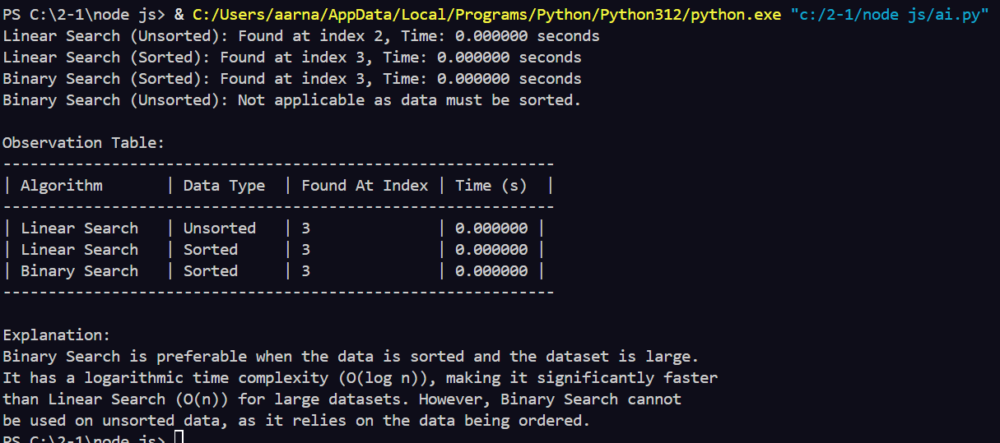 PS C:\2-1\node js> & C:/Users/aarna/AppData/Local/Programs/Python/Python312/python.exe "c:/2-1/node js/ai.py"
Linear Search (Unsorted): Found at index 2, Time: 0.000000 seconds
Linear Search (Sorted): Found at index 3, Time: 0.000000 seconds
Binary Search (Sorted): Found at index 3, Time: 0.000000 seconds
Binary Search (Unsorted): Not applicable as data must be sorted.

Observation Table:
--------------------------------------------------------------
| Algorithm       | Data Type  | Found At Index | Time (s)  |
--------------------------------------------------------------
| Linear Search   | Unsorted   | 3              | 0.000000 |
| Linear Search   | Sorted     | 3              | 0.000000 |
| Binary Search   | Sorted     | 3              | 0.000000 |
--------------------------------------------------------------

Explanation:
Binary Search is preferable when the data is sorted and the dataset is large.
It has a logarithmic time complexity (O(log n)), making it significantly faster
than Linear Search (O(n)) for large datasets. However, Binary Search cannot
be used on unsorted data, as it relies on the data being ordered.
PS C:\2-1\node js>